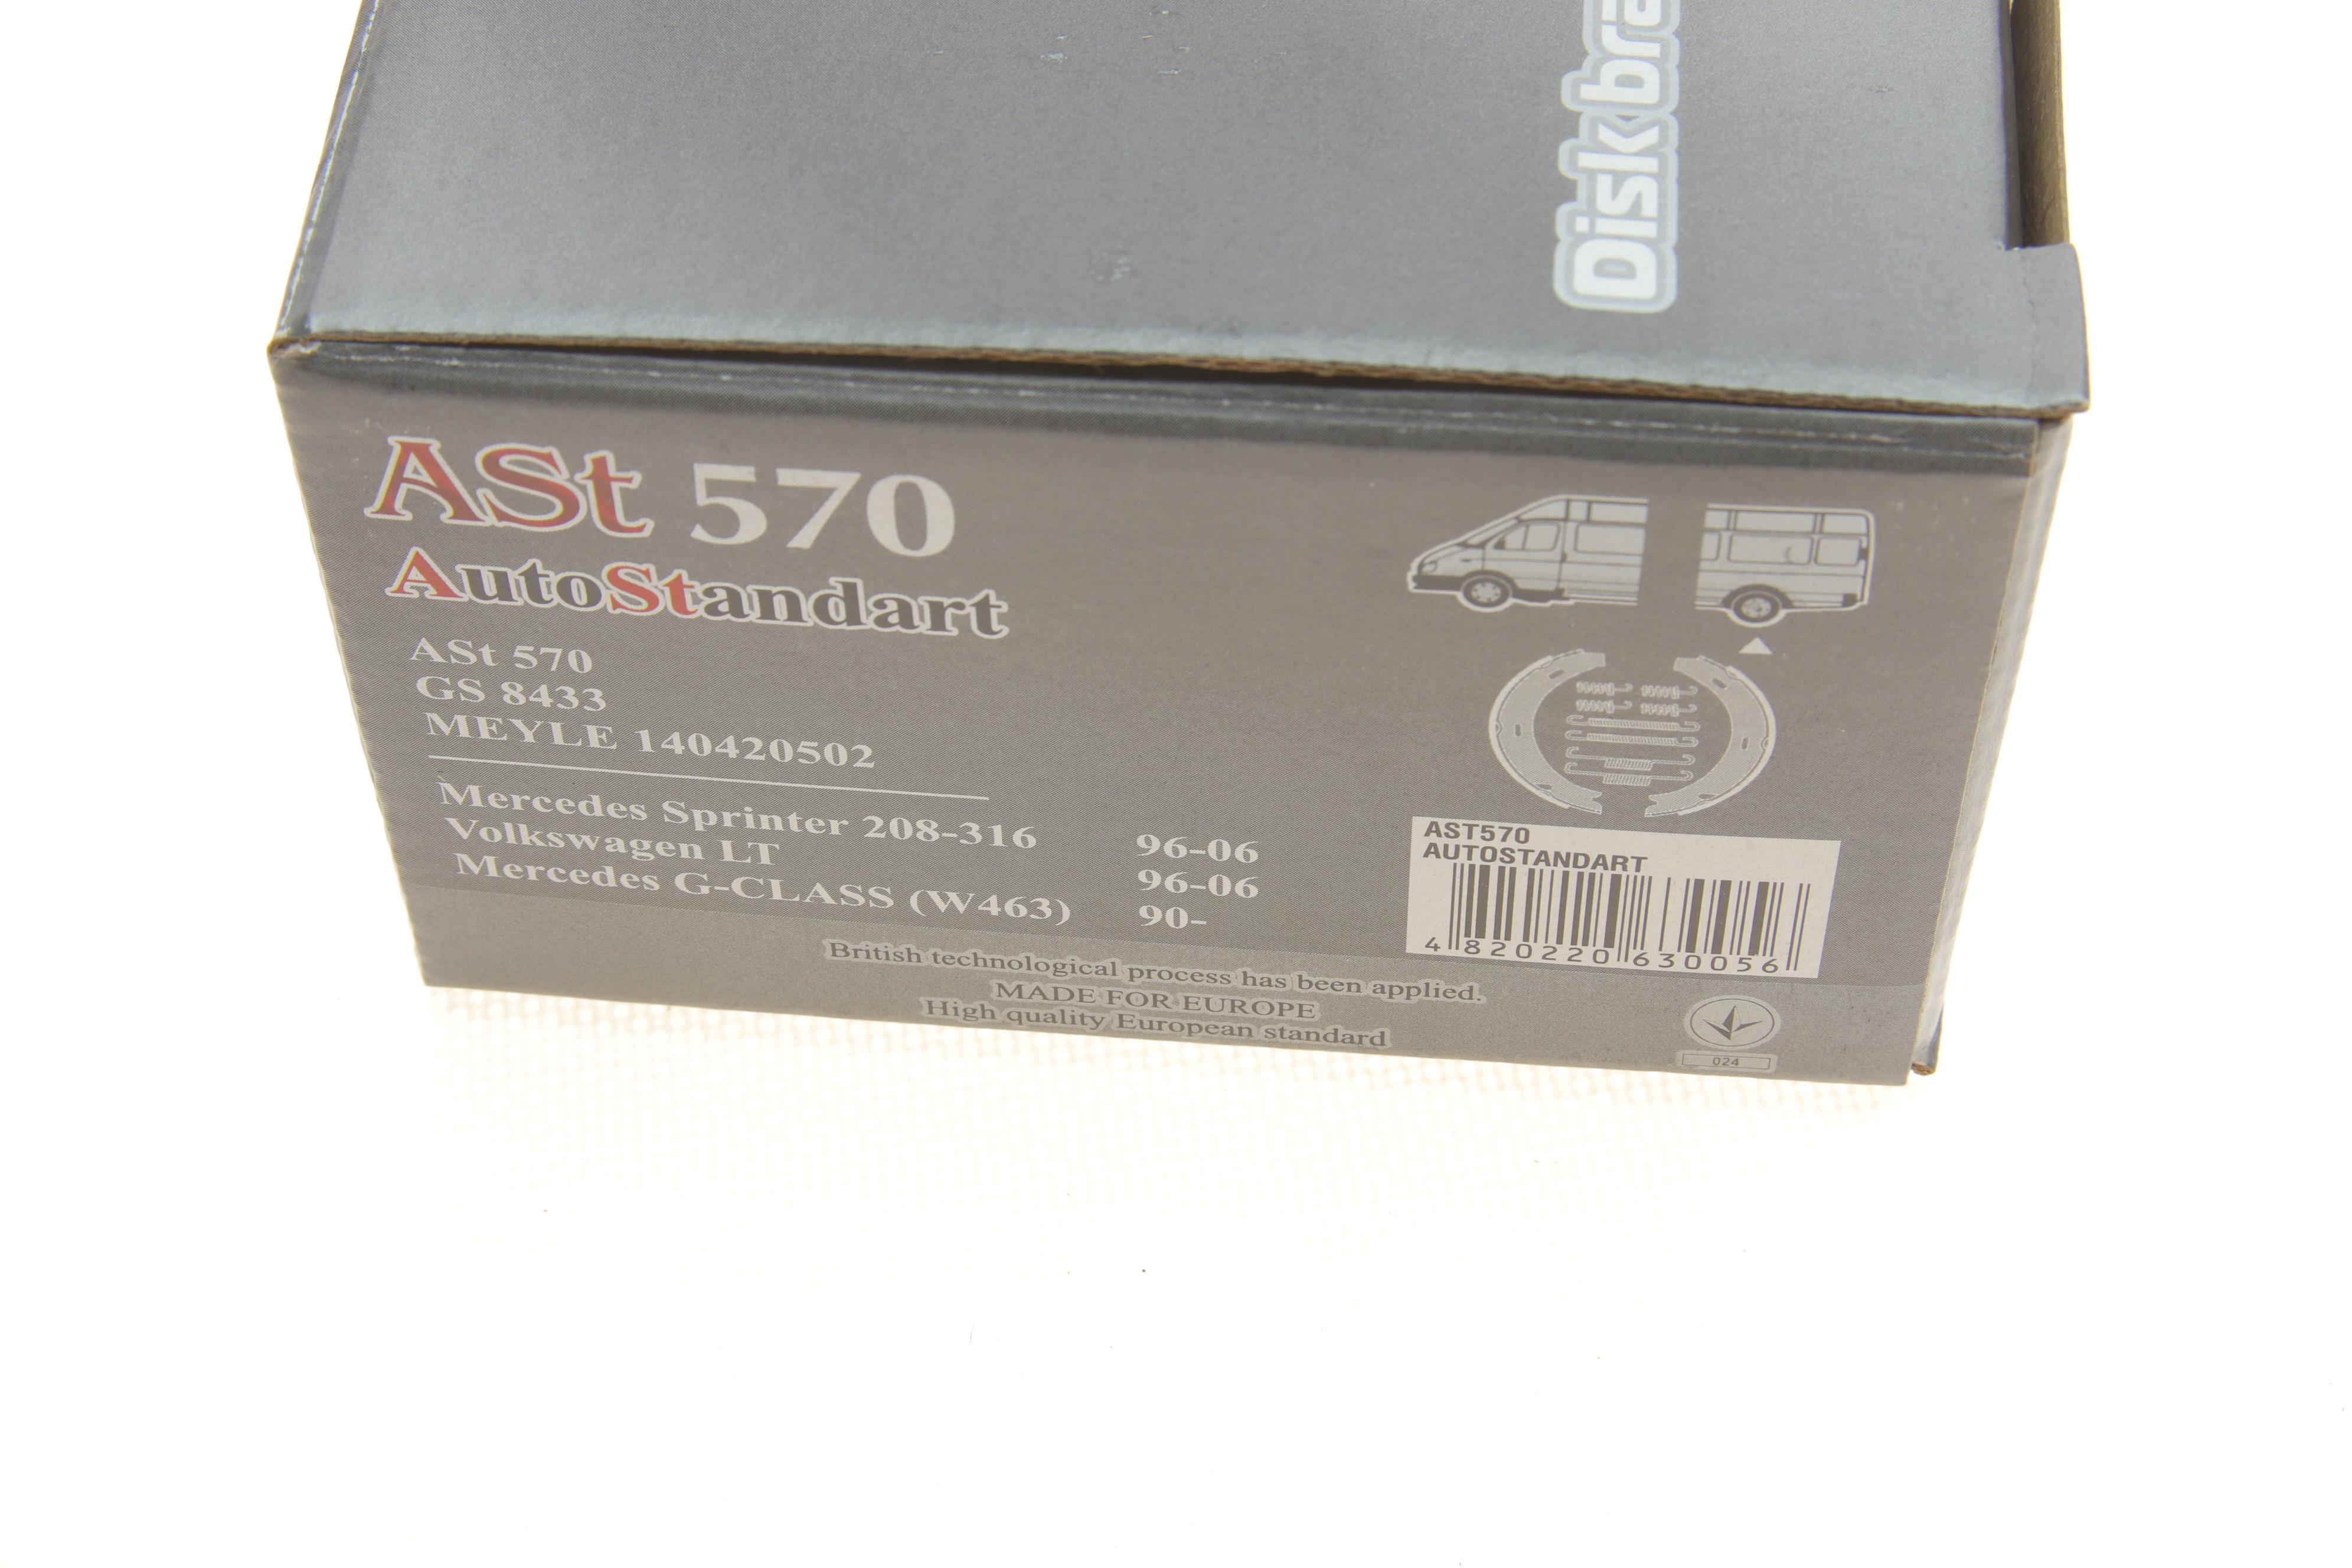 Disk
ASt 570
AutoStandart
ASt 570
GS 8433
MEYLE 140420502
Mercedes Sprinter 208-316 96-06
Volkswagen LT 96-06
Mercedes G-CLASS (W463) 90-
AST570
AUTOSTANDART
4 820220 630056
British technological process has been applied.
MADE FOR EUROPE
High quality European standard
024